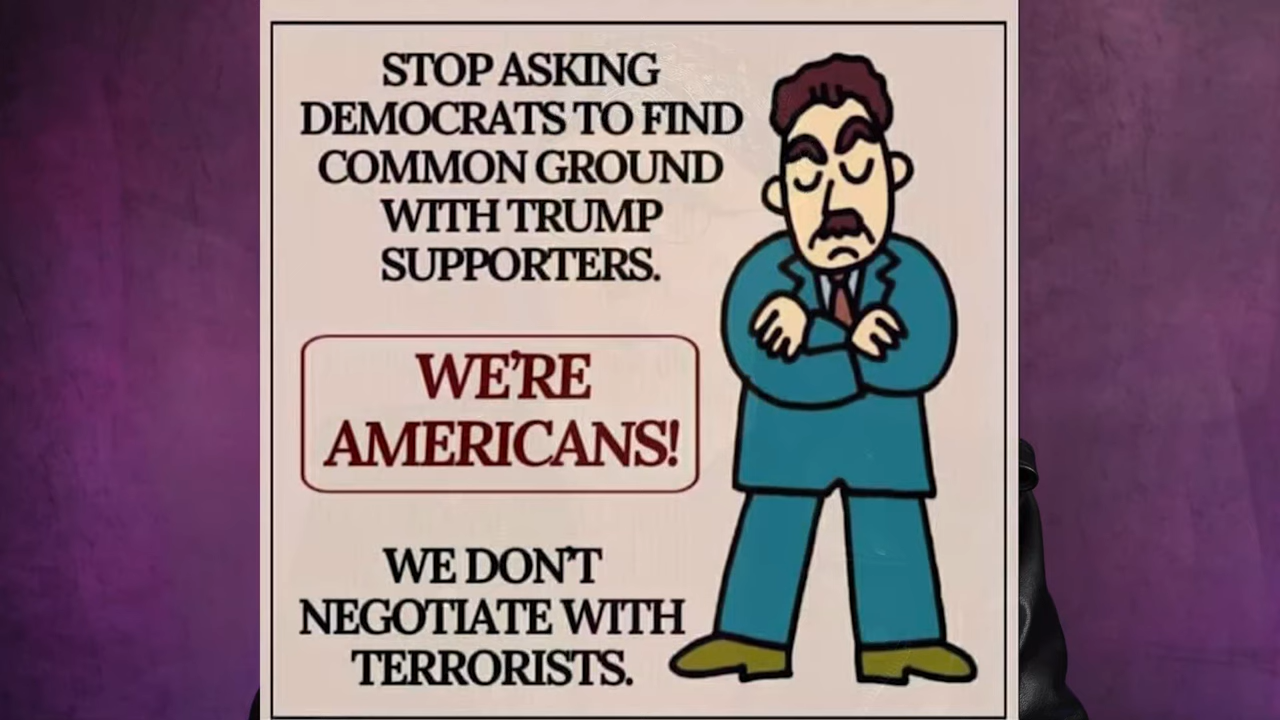 STOP ASKING
DEMOCRATS TO FIND
COMMON GROUND
WITH TRUMP
SUPPORTERS.
WE'RE
AMERICANS!
WE DON'T
NEGOTIATE WITH
TERRORISTS.